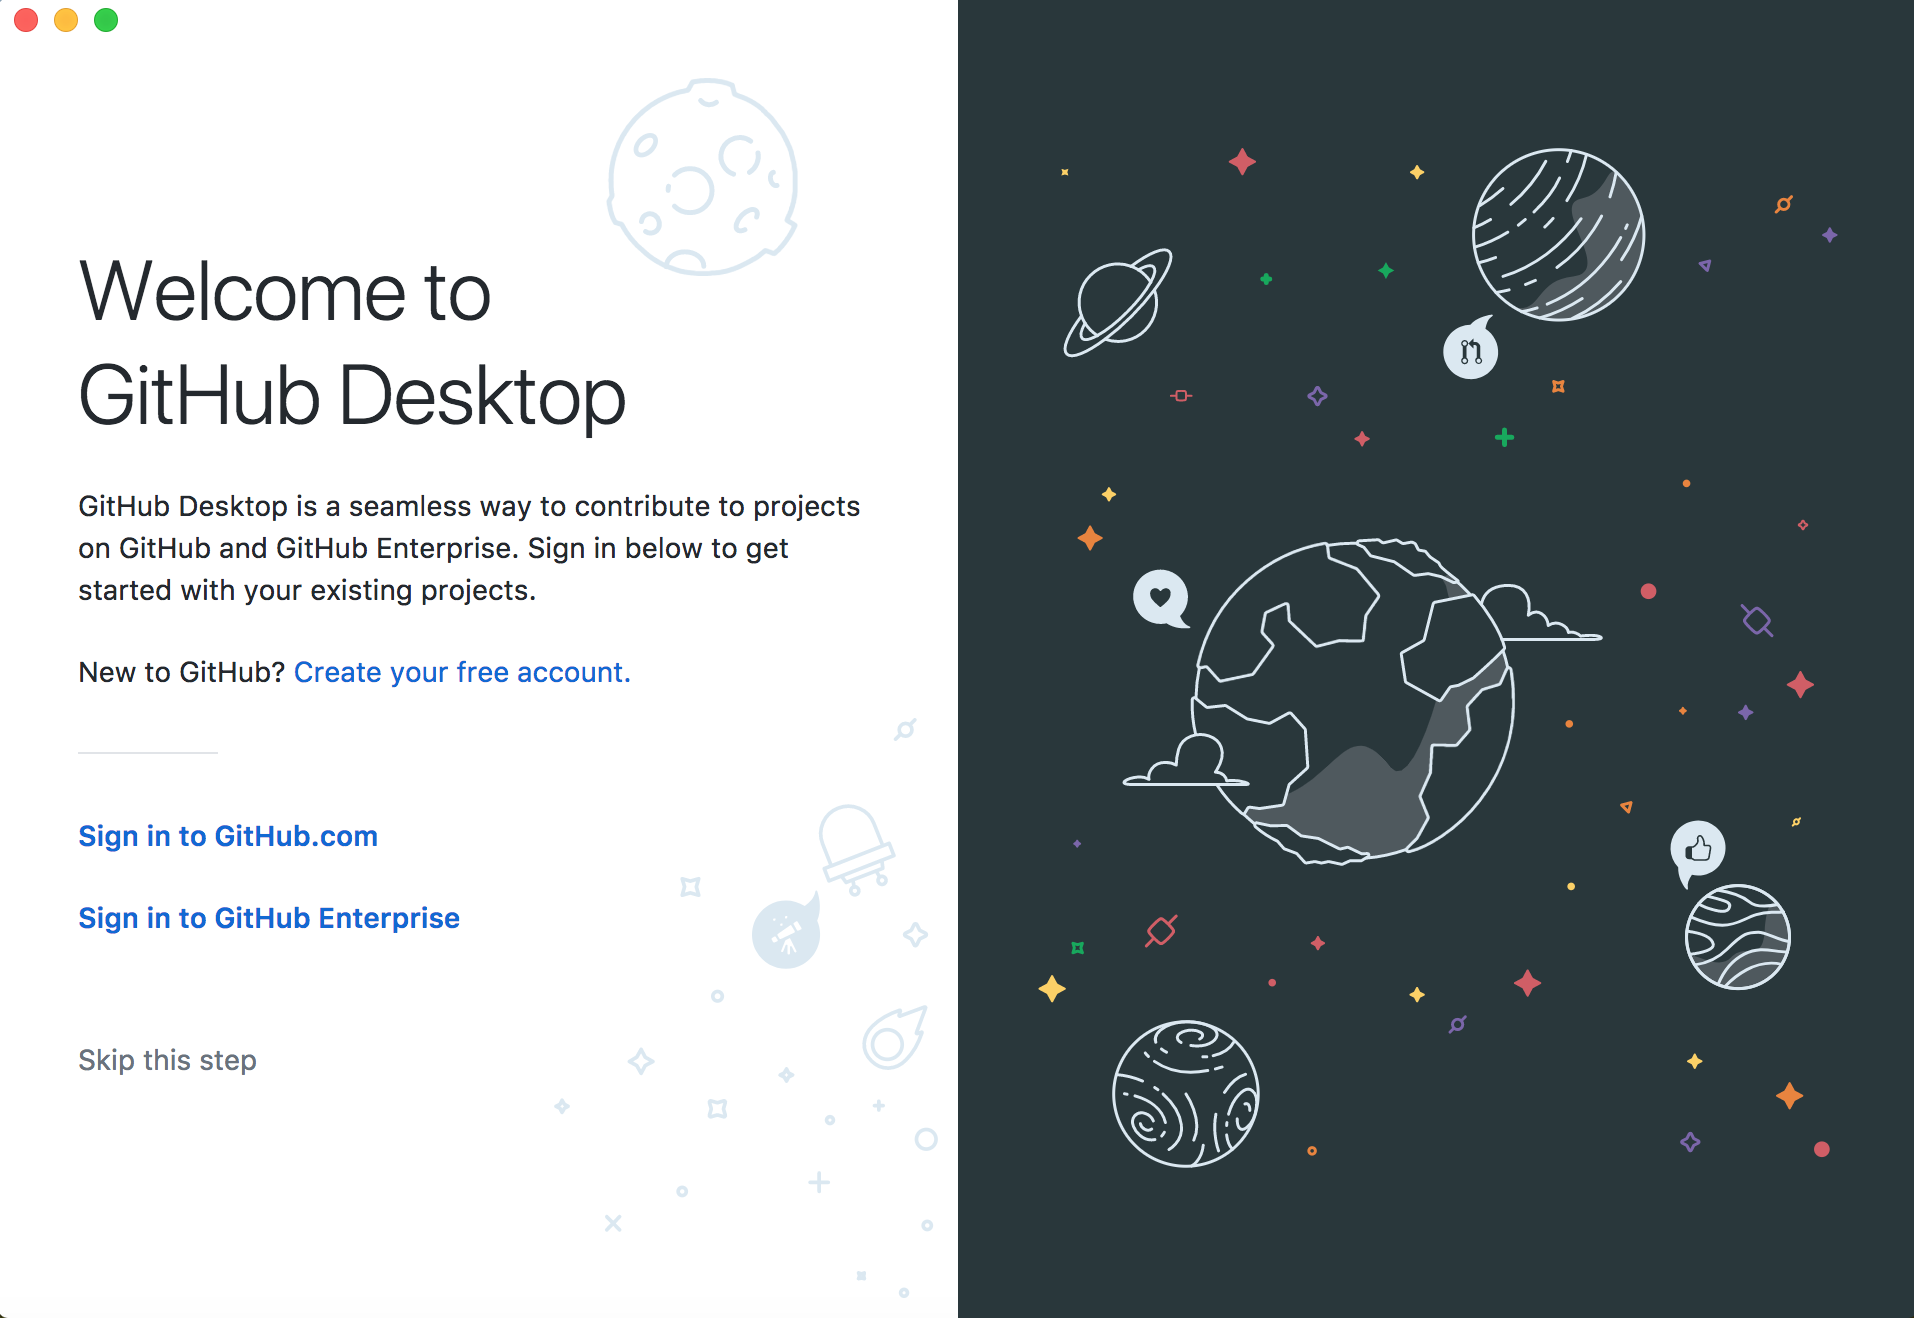 Welcome to
GitHub Desktop
GitHub Desktop is a seamless way to contribute to projects
on GitHub and GitHub Enterprise. Sign in below to get
started with your existing projects.
New to GitHub? Create your free account.
Sign in to GitHub.com
Sign in to GitHub Enterprise
Skip this step